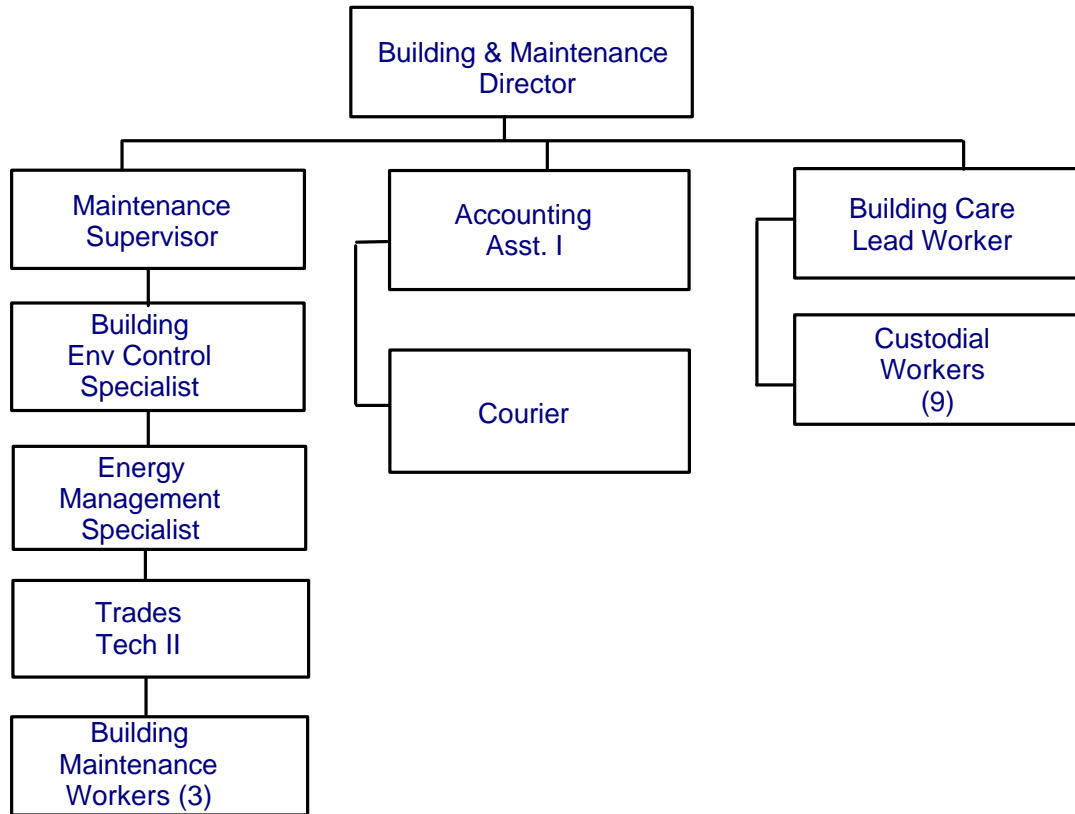 Building & Maintenance
Director
Maintenance
Supervisor
Accounting
Asst. I
Building Care
Lead Worker
Building
Env Control
Specialist
Custodial
Workers
(9)
Courier
Energy
Management
Specialist
Trades
Tech II
Building
Maintenance
Workers (3)